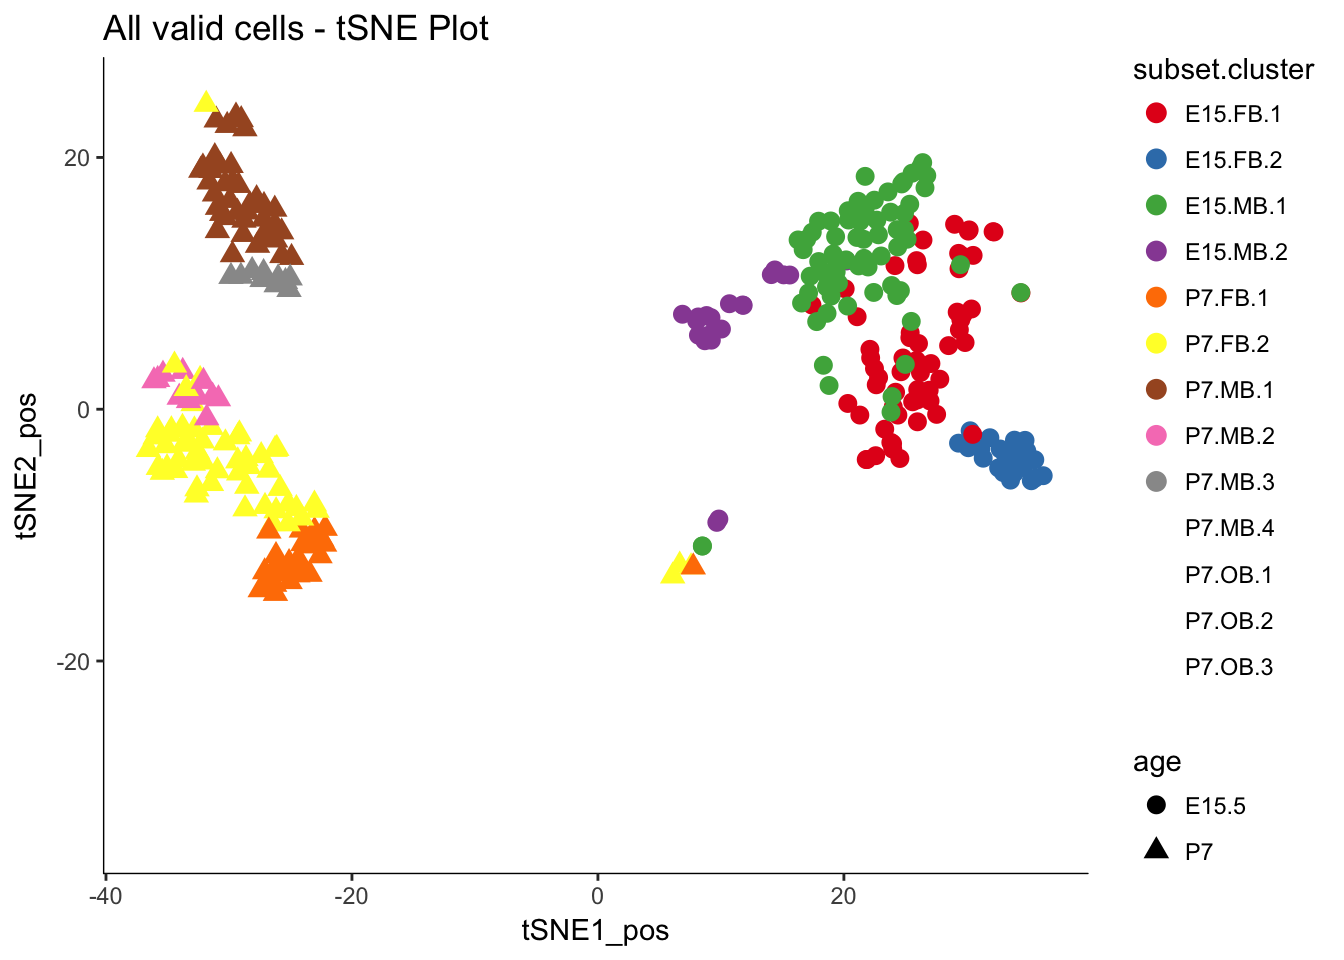 All valid cells - tSNE Plot
tSNE2_pos
20
0
-20
-40
-20
0
20
tSNE1_pos
subset.cluster
E15.FB.1
E15.FB.2
E15.MB.1
E15.MB.2
P7.FB.1
P7.FB.2
P7.MB.1
P7.MB.2
P7.MB.3
P7.MB.4
P7.OB.1
P7.OB.2
P7.OB.3
age
E15.5
P7